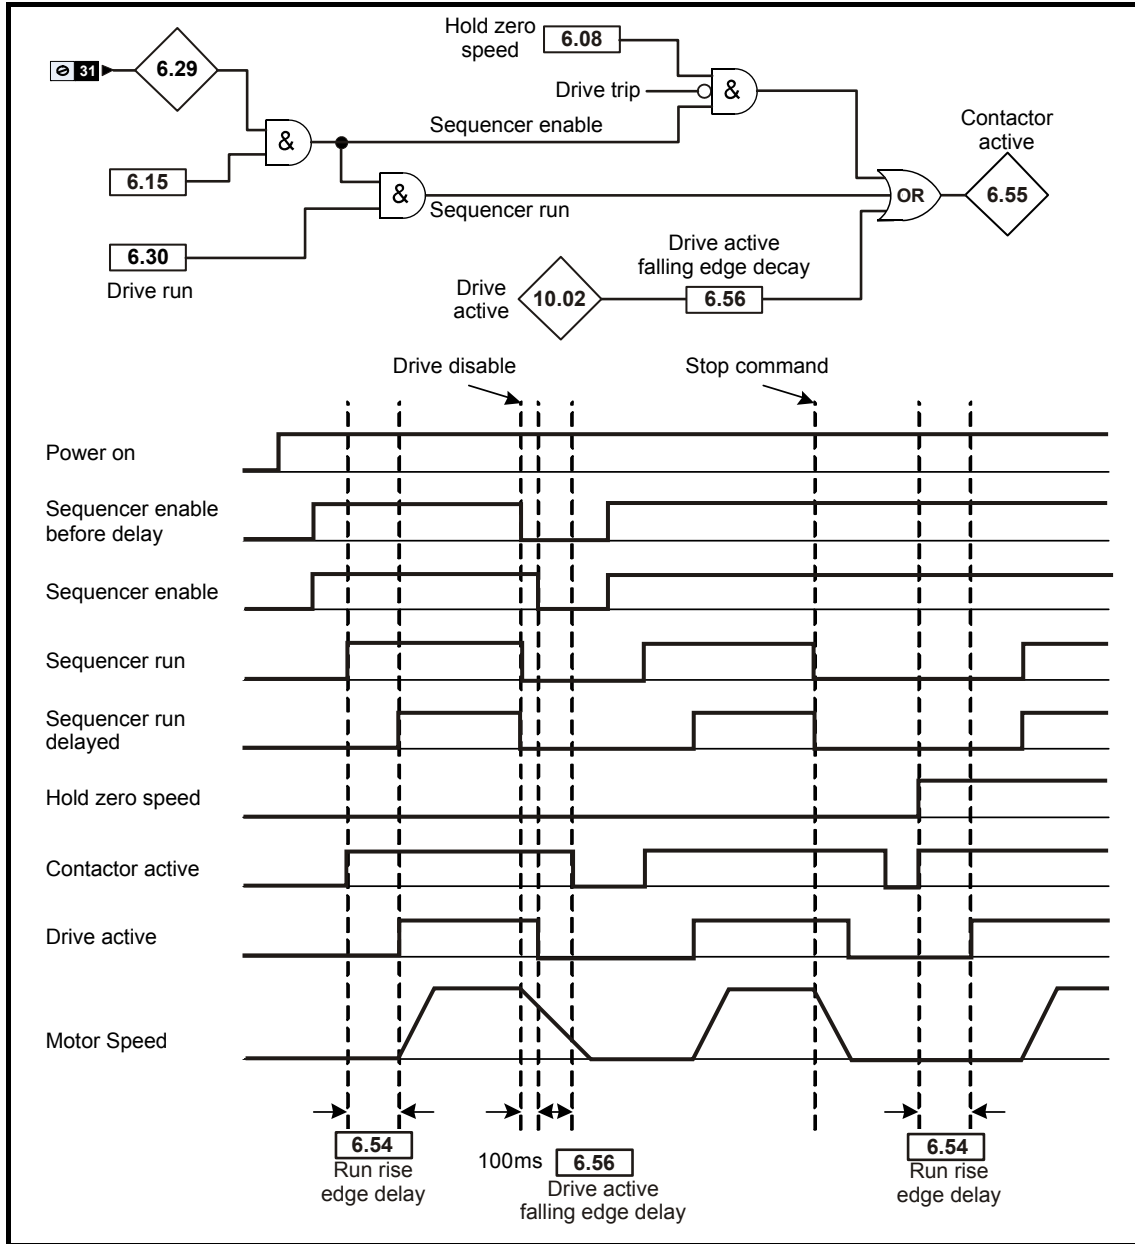 Hold zero
speed
6.08
31
6.29
Drive trip
&
Sequencer enable
&
Contactor
active
6.15
&
Sequencer run
OR
6.55
6.30
Drive run
Drive active
falling edge decay
Drive
active
10.02
6.56
Drive disable
Stop command
Power on
Sequencer enable
before delay
Sequencer enable
Sequencer run
Sequencer run
delayed
Hold zero speed
Contactor active
Drive active
Motor Speed
6.54
Run rise
edge delay
100ms
6.56
Drive active
falling edge delay
6.54
Run rise
edge delay